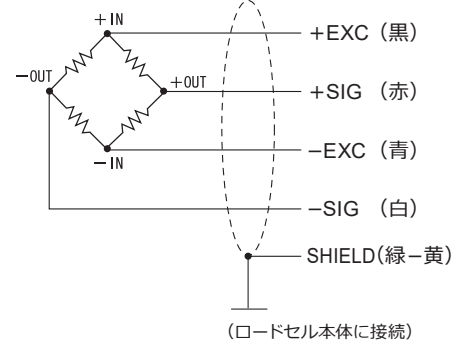 +IN
+EXC（黒）
−OUT
+OUT
+SIG （赤）
−IN
−EXC（青）
−SIG （白）
SHIELD（緑−黄）
（ロードセル本体に接続）